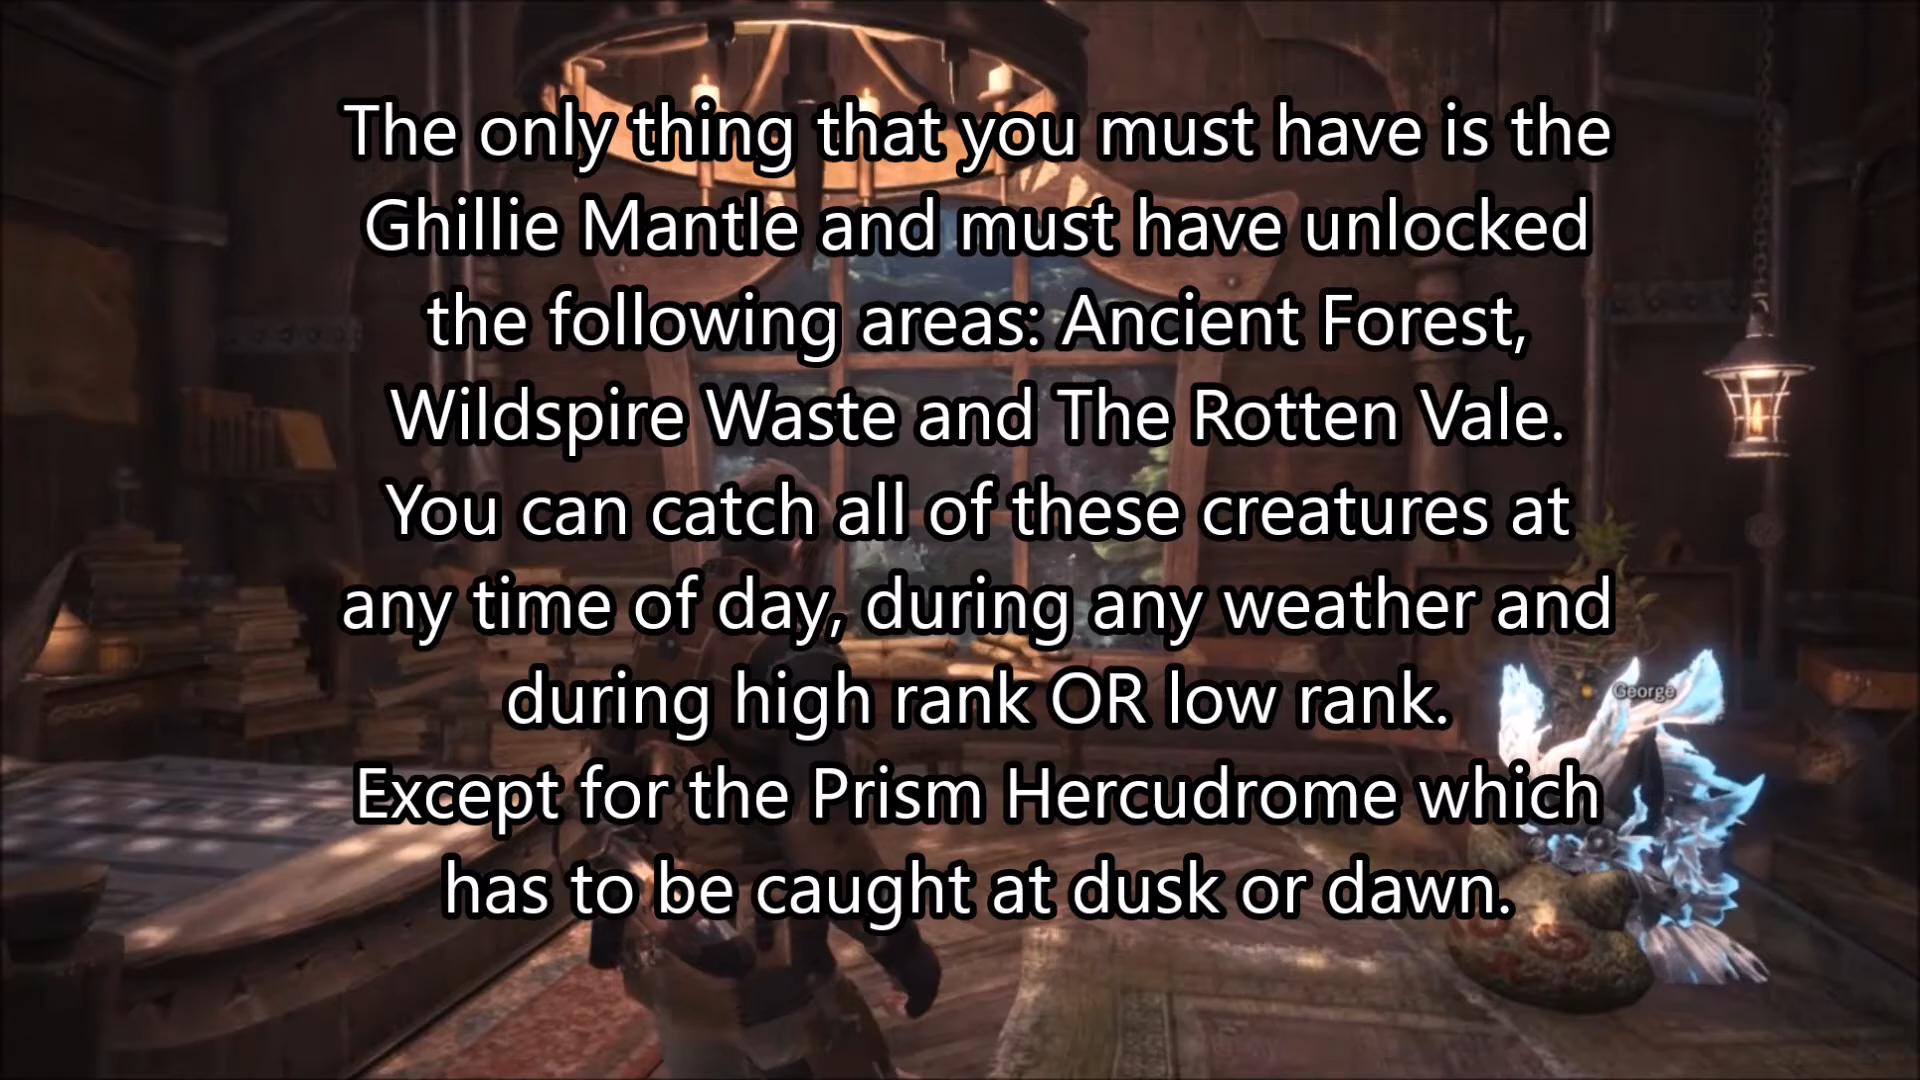 The only thing that you must have is the
Ghillie Mantle and must have unlocked
the following areas: Ancient Forest,
Wildspire Waste and The Rotten Vale.
You can catch all of these creatures at
any time of day, during any weather and
during high rank OR low rank.
Except for the Prism Hercudrome which
has to be caught at dusk or dawn.
George